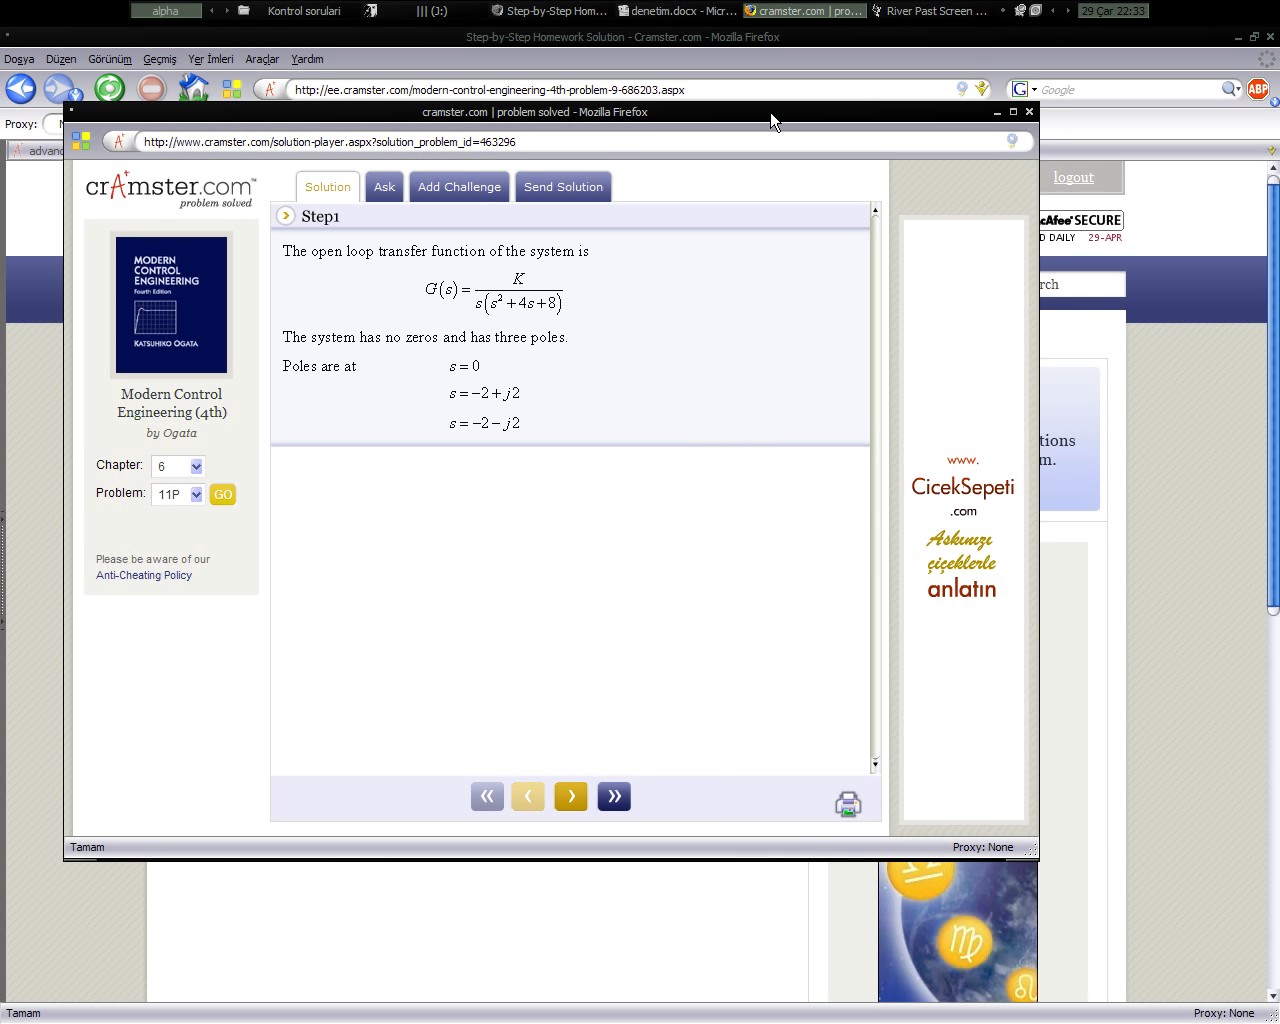 alpha
Kontrol sorulari
||| (J:)
Step-by-Step Hom...
denetim.docx - Micr...
cramster.com | pro...
River Past Screen ...
29 Çar 22:33
Step-by-Step Homework Solution - Cramster.com - Mozilla Firefox
Dosya Düzen Görünüm Geçmiş Yer İmleri Araçlar Yardım
http://ee.cramster.com/modern-control-engineering-4th-problem-9-686203.aspx
G Google
ABP
Proxy:
cramster.com | problem solved - Mozilla Firefox
http://www.cramster.com/solution-player.aspx?solution_problem_id=463296
advanc
logout
crAmster.com™
problem solved
Solution Ask Add Challenge Send Solution
Step1
McAfee SECURE
D DAILY 29-APR
The open loop transfer function of the system is
G(s) = K / s(s² + 4s + 8)
The system has no zeros and has three poles.
Poles are at s = 0
s = −2 + j2
s = −2 − j2
MODERN
CONTROL
ENGINEERING
Fourth Edition
KATSUHIKO OGATA
Modern Control
Engineering (4th)
by Ogata
Chapter: 6
Problem: 11P GO
Please be aware of our
Anti-Cheating Policy
rch
tions
m.
www.
CicekSepeti
.com
Aşkınızı
çiçeklerle
anlatın
Tamam Proxy: None
Tamam Proxy: None